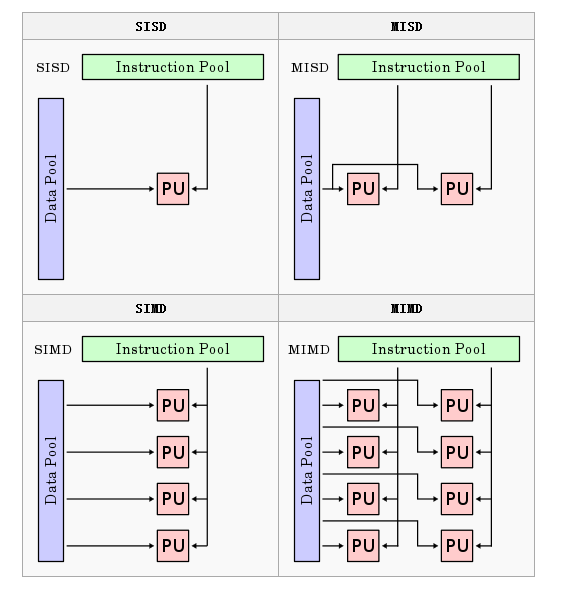 SISD
MISD
SISD
Instruction Pool
Data Pool
PU
MISD
Instruction Pool
Data Pool
PU
PU
SIMD
MIMD
SIMD
Instruction Pool
Data Pool
PU
PU
PU
PU
MIMD
Instruction Pool
Data Pool
PU
PU
PU
PU
PU
PU
PU
PU